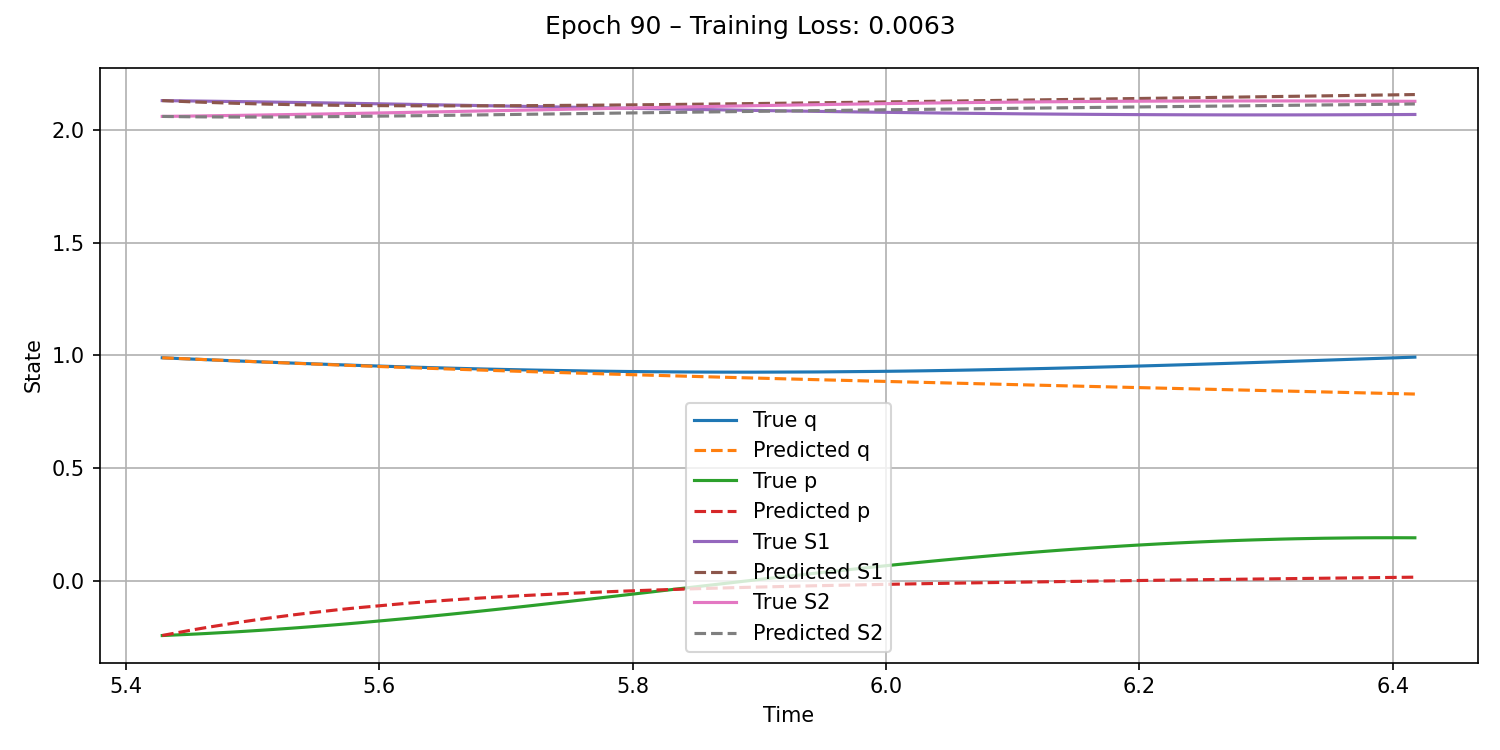 Epoch 90 – Training Loss: 0.0063
2.0
1.5
1.0
0.5
0.0
State
True q
Predicted q
True p
Predicted p
True S1
Predicted S1
True S2
Predicted S2
5.4 5.6 5.8 6.0 6.2 6.4
Time